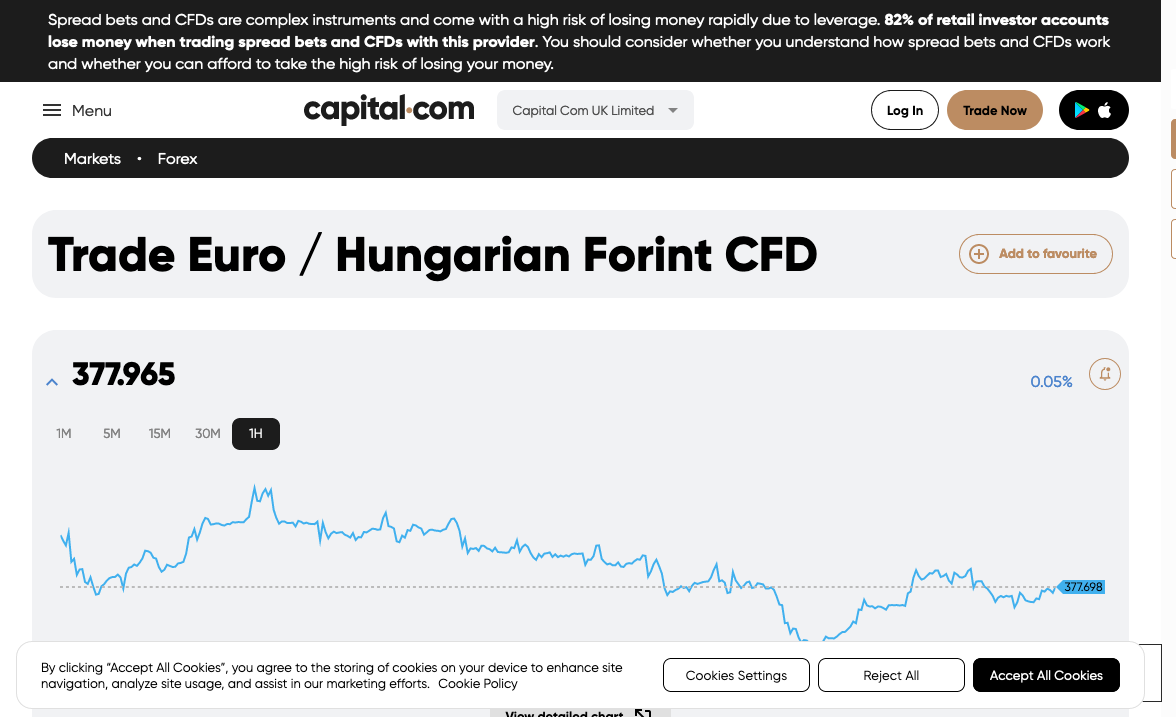 Spread bets and CFDs are complex instruments and come with a high risk of losing money rapidly due to leverage. 82% of retail investor accounts
lose money when trading spread bets and CFDs with this provider. You should consider whether you understand how spread bets and CFDs work
and whether you can afford to take the high risk of losing your money.
Menu
capital.com
Capital Com UK Limited
Log In
Trade Now
Markets • Forex
Trade Euro / Hungarian Forint CFD
Add to favourite
377.965
0.05%
1M 5M 15M 30M 1H
377.698
By clicking “Accept All Cookies”, you agree to the storing of cookies on your device to enhance site
navigation, analyze site usage, and assist in our marketing efforts. Cookie Policy
Cookies Settings
Reject All
Accept All Cookies
View detailed chart